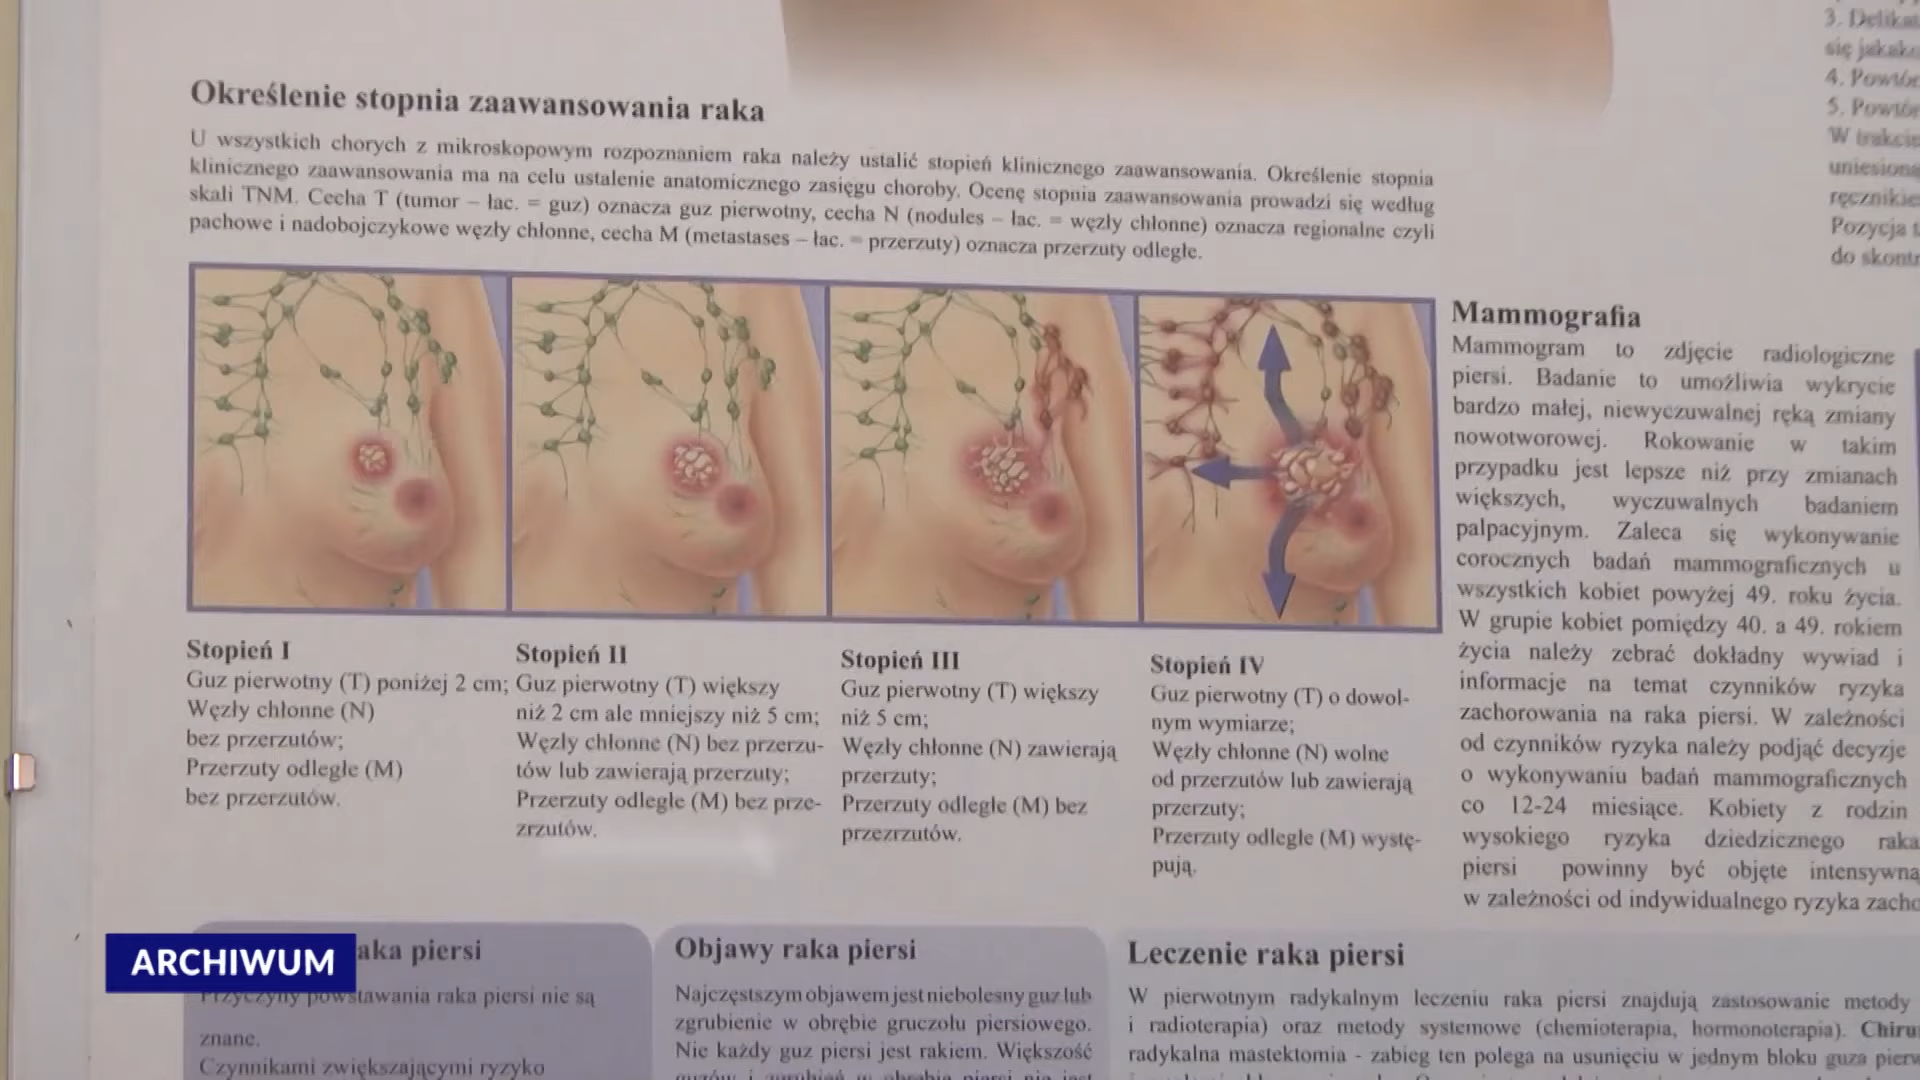 Określenie stopnia zaawansowania raka
U wszystkich chorych z mikroskopowym rozpoznaniem raka należy ustalić stopień klinicznego zaawansowania. Określenie stopnia
klinicznego zaawansowania ma na celu ustalenie anatomicznego zasięgu choroby. Ocenę stopnia zaawansowania prowadzi się według
skali TNM. Cecha T (tumor – łac. = guz) oznacza guz pierwotny, cecha N (nodules – łac. = węzły chłonne) oznacza regionalne czyli
pachowe i nadobojczykowe węzły chłonne, cecha M (metastases – łac. = przerzuty) oznacza przerzuty odległe.
Stopień I
Guz pierwotny (T) poniżej 2 cm;
Węzły chłonne (N)
bez przerzutów;
Przerzuty odległe (M)
bez przerzutów.
Stopień II
Guz pierwotny (T) większy
niż 2 cm ale mniejszy niż 5 cm;
Węzły chłonne (N) bez przerzu-
tów lub zawierają przerzuty;
Przerzuty odległe (M) bez prze-
zrzutów.
Stopień III
Guz pierwotny (T) większy
niż 5 cm;
Węzły chłonne (N) zawierają
przerzuty;
Przerzuty odległe (M) bez
przezrzutów.
Stopień IV
Guz pierwotny (T) o dowol-
nym wymiarze;
Węzły chłonne (N) wolne
od przerzutów lub zawierają
przerzuty;
Przerzuty odległe (M) wystę-
pują.
3.
się
4.
5.
W
do
Mammografia
Mammogram to zdjęcie radiologiczne
piersi. Badanie to umożliwia wykrycie
bardzo małej, niewyczuwalnej ręką zmiany
nowotworowej. Rokowanie w takim
przypadku jest lepsze niż przy zmianach
większych, wyczuwalnych badaniem
palpacyjnym. Zaleca się wykonywanie
corocznych badań mammograficznych u
wszystkich kobiet powyżej 49. roku życia.
W grupie kobiet pomiędzy 40. a 49. rokiem
życia należy zebrać dokładny wywiad i
informacje na temat czynników ryzyka
zachorowania na raka piersi. W zależności
od czynników ryzyka należy podjąć decyzje
o wykonywaniu badań mammograficznych
co 12-24 miesiące. Kobiety z rodzin
wysokiego ryzyka dziedzicznego raka
piersi powinny być objęte intensywną
w zależności od indywidualnego ryzyka zacho
ARCHIWUM
aka piersi
Przyczyny powstawania raka piersi nie są
znane.
Czynnikami zwiększającymi ryzyko
Objawy raka piersi
Najczęstszym objawem jest niebolesny guz lub
zgrubienie w obrębie gruczołu piersiowego.
Nie każdy guz piersi jest rakiem. Większość
Leczenie raka piersi
W pierwotnym radykalnym leczeniu raka piersi znajdują zastosowanie metody
i radioterapia) oraz metody systemowe (chemioterapia, hormonoterapia). Chiru
radykalna mastektomia - zabieg ten polega na usunięciu w jednym bloku guza pierw